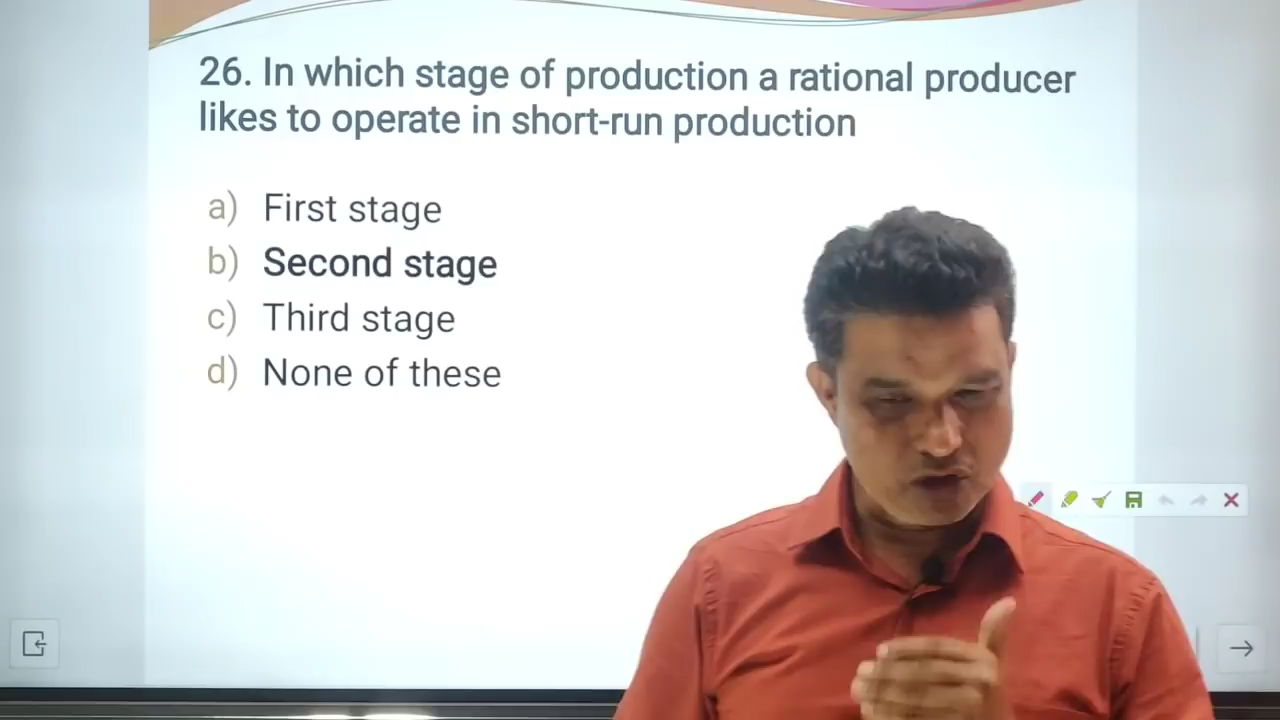 26. In which stage of production a rational producer
likes to operate in short-run production
a) First stage
b) Second stage
c) Third stage
d) None of these